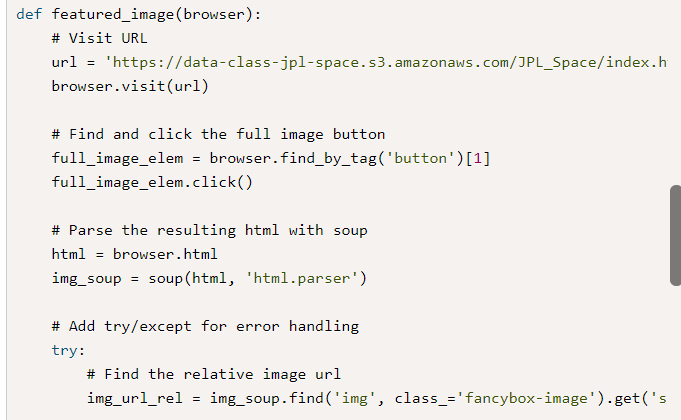 def featured_image(browser):
    # Visit URL
    url = 'https://data-class-jpl-space.s3.amazonaws.com/JPL_Space/index.h
    browser.visit(url)

    # Find and click the full image button
    full_image_elem = browser.find_by_tag('button')[1]
    full_image_elem.click()

    # Parse the resulting html with soup
    html = browser.html
    img_soup = soup(html, 'html.parser')

    # Add try/except for error handling
    try:
        # Find the relative image url
        img_url_rel = img_soup.find('img', class_='fancybox-image').get('s